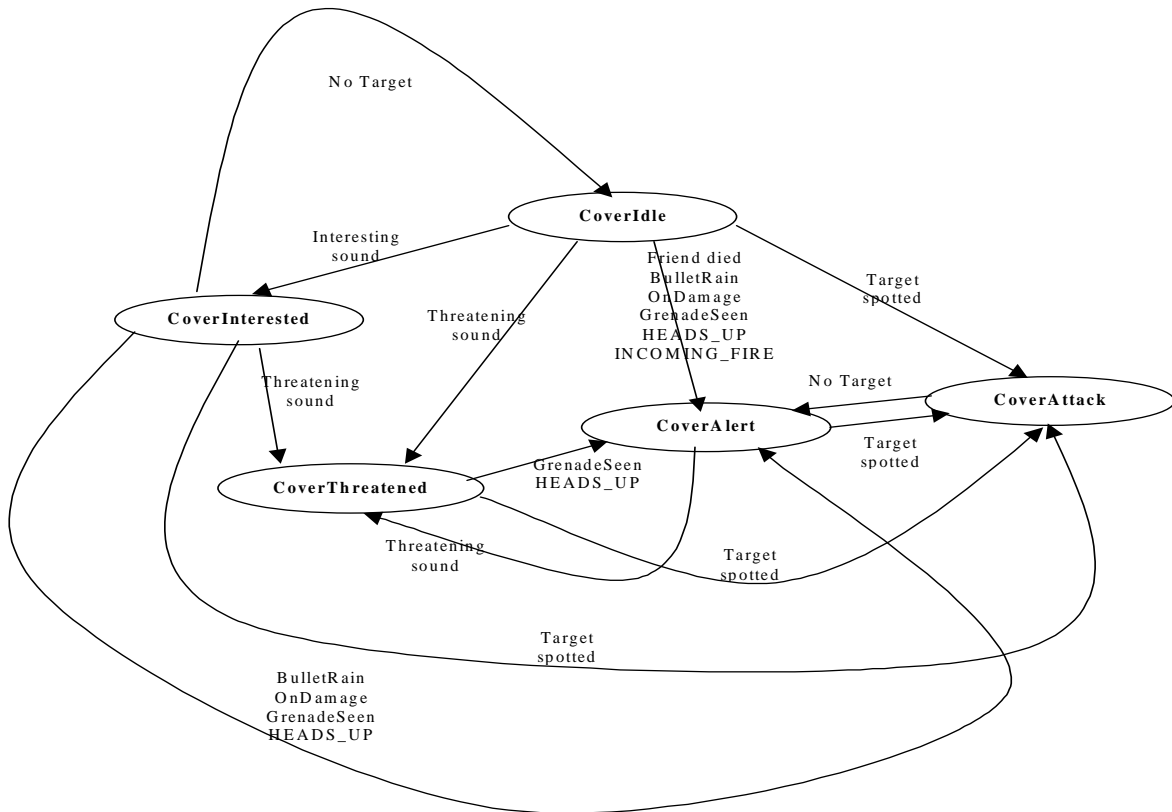 No Target
CoverIdle
Interesting
sound
Friend died
BulletRain
OnDamage
GrenadeSeen
HEADS_UP
INCOMING_FIRE
Target
spotted
CoverInterested
Threatening
sound
Threatening
sound
No Target
CoverAttack
CoverAlert
Target
spotted
GrenadeSeen
HEADS_UP
CoverThreatened
Threatening
sound
Target
spotted
Target
spotted
BulletRain
OnDamage
GrenadeSeen
HEADS_UP